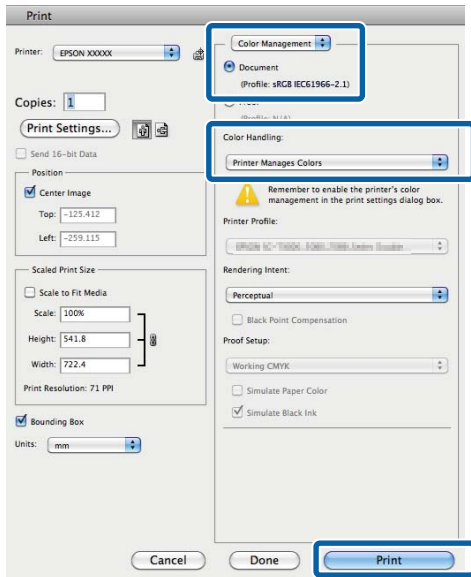 Print
Printer: EPSON XXXXX
Copies: 1
Print Settings...
Send 16-bit Data
Position
Center Image
Top: -125.412
Left: -259.115
Scaled Print Size
Scale to Fit Media
Scale: 100%
Height: 541.8
Width: 722.4
Print Resolution: 71 PPI
Bounding Box
Units: mm
Color Management
Document
(Profile: sRGB IEC61966-2.1)
Color Handling:
Printer Manages Colors
Remember to enable the printer's color
management in the print settings dialog box.
Printer Profile:
Rendering Intent:
Perceptual
Black Point Compensation
Proof Setup:
Working CMYK
Simulate Paper Color
Simulate Black Ink
Cancel
Done
Print